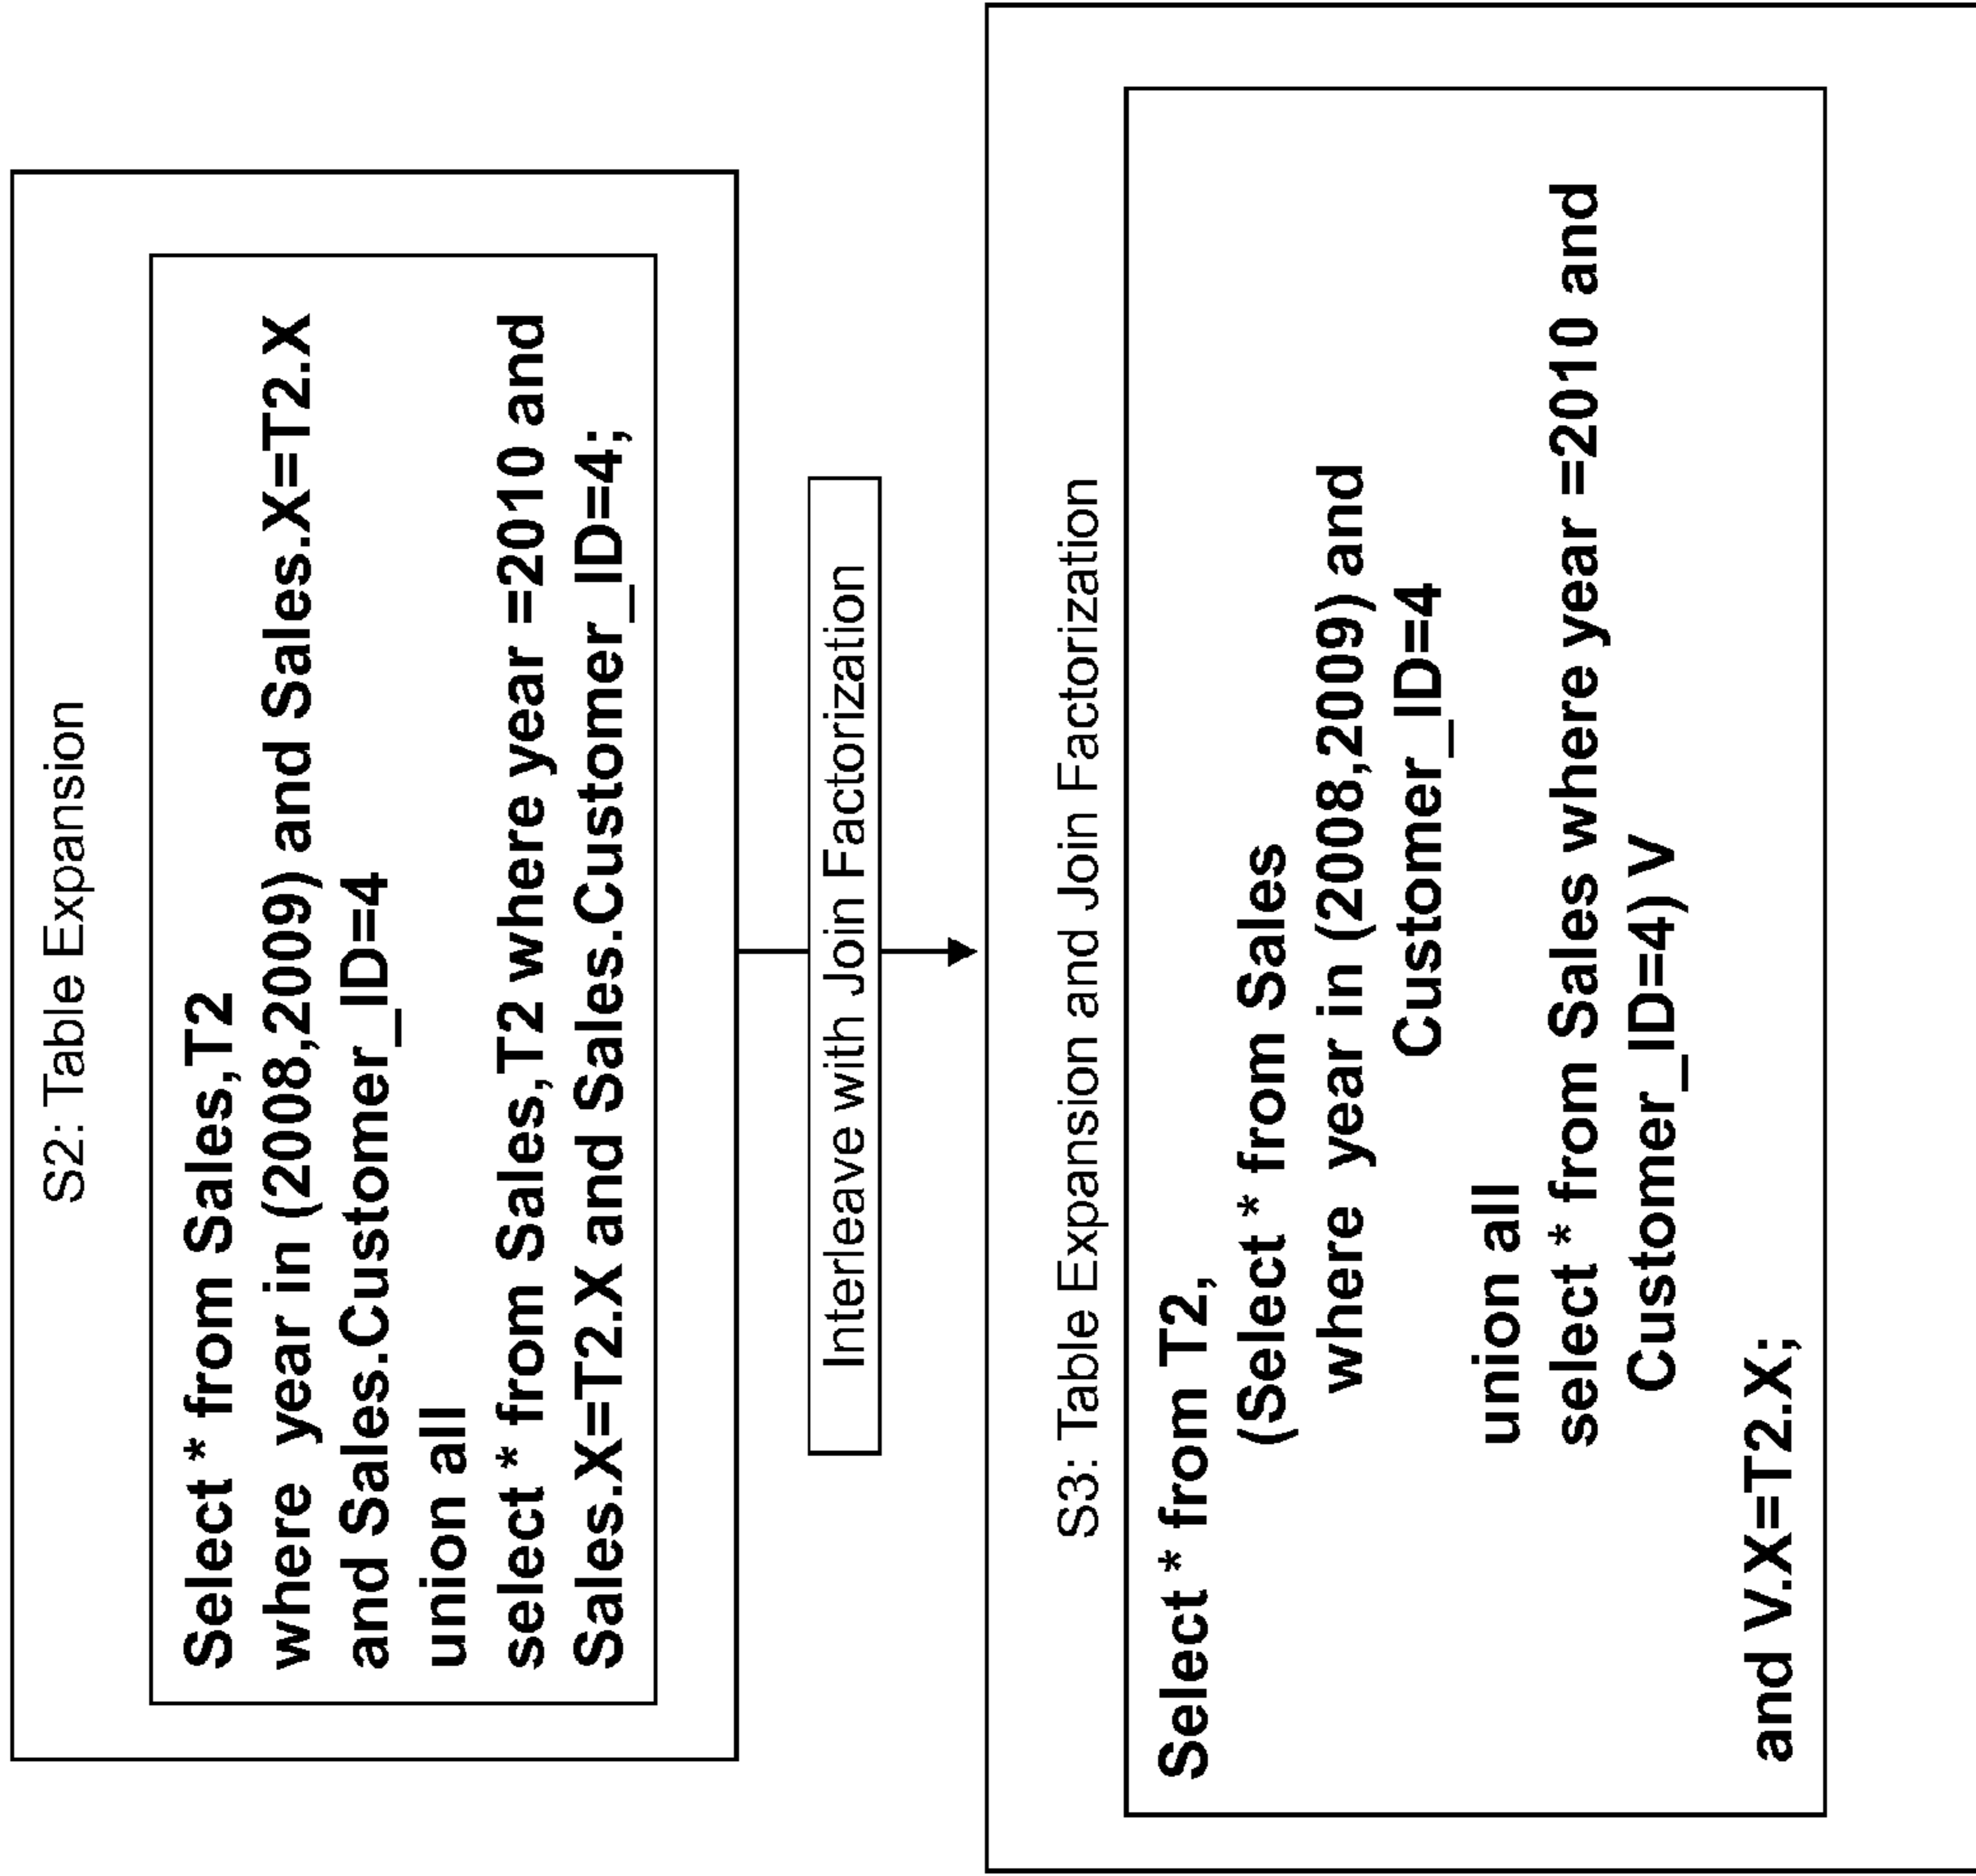 S2: Table Expansion
Select * from Sales,T2
where year in (2008,2009) and Sales.X=T2.X
and Sales.Customer_ID=4
union all
select * from Sales,T2 where year =2010 and
Sales.X=T2.X and Sales.Customer_ID=4;
Interleave with Join Factorization
S3: Table Expansion and Join Factorization
Select * from T2,
(Select * from Sales
where year in (2008,2009) and
Customer_ID=4
union all
select * from Sales where year =2010 and
Customer_ID=4) V
and V.X=T2.X;